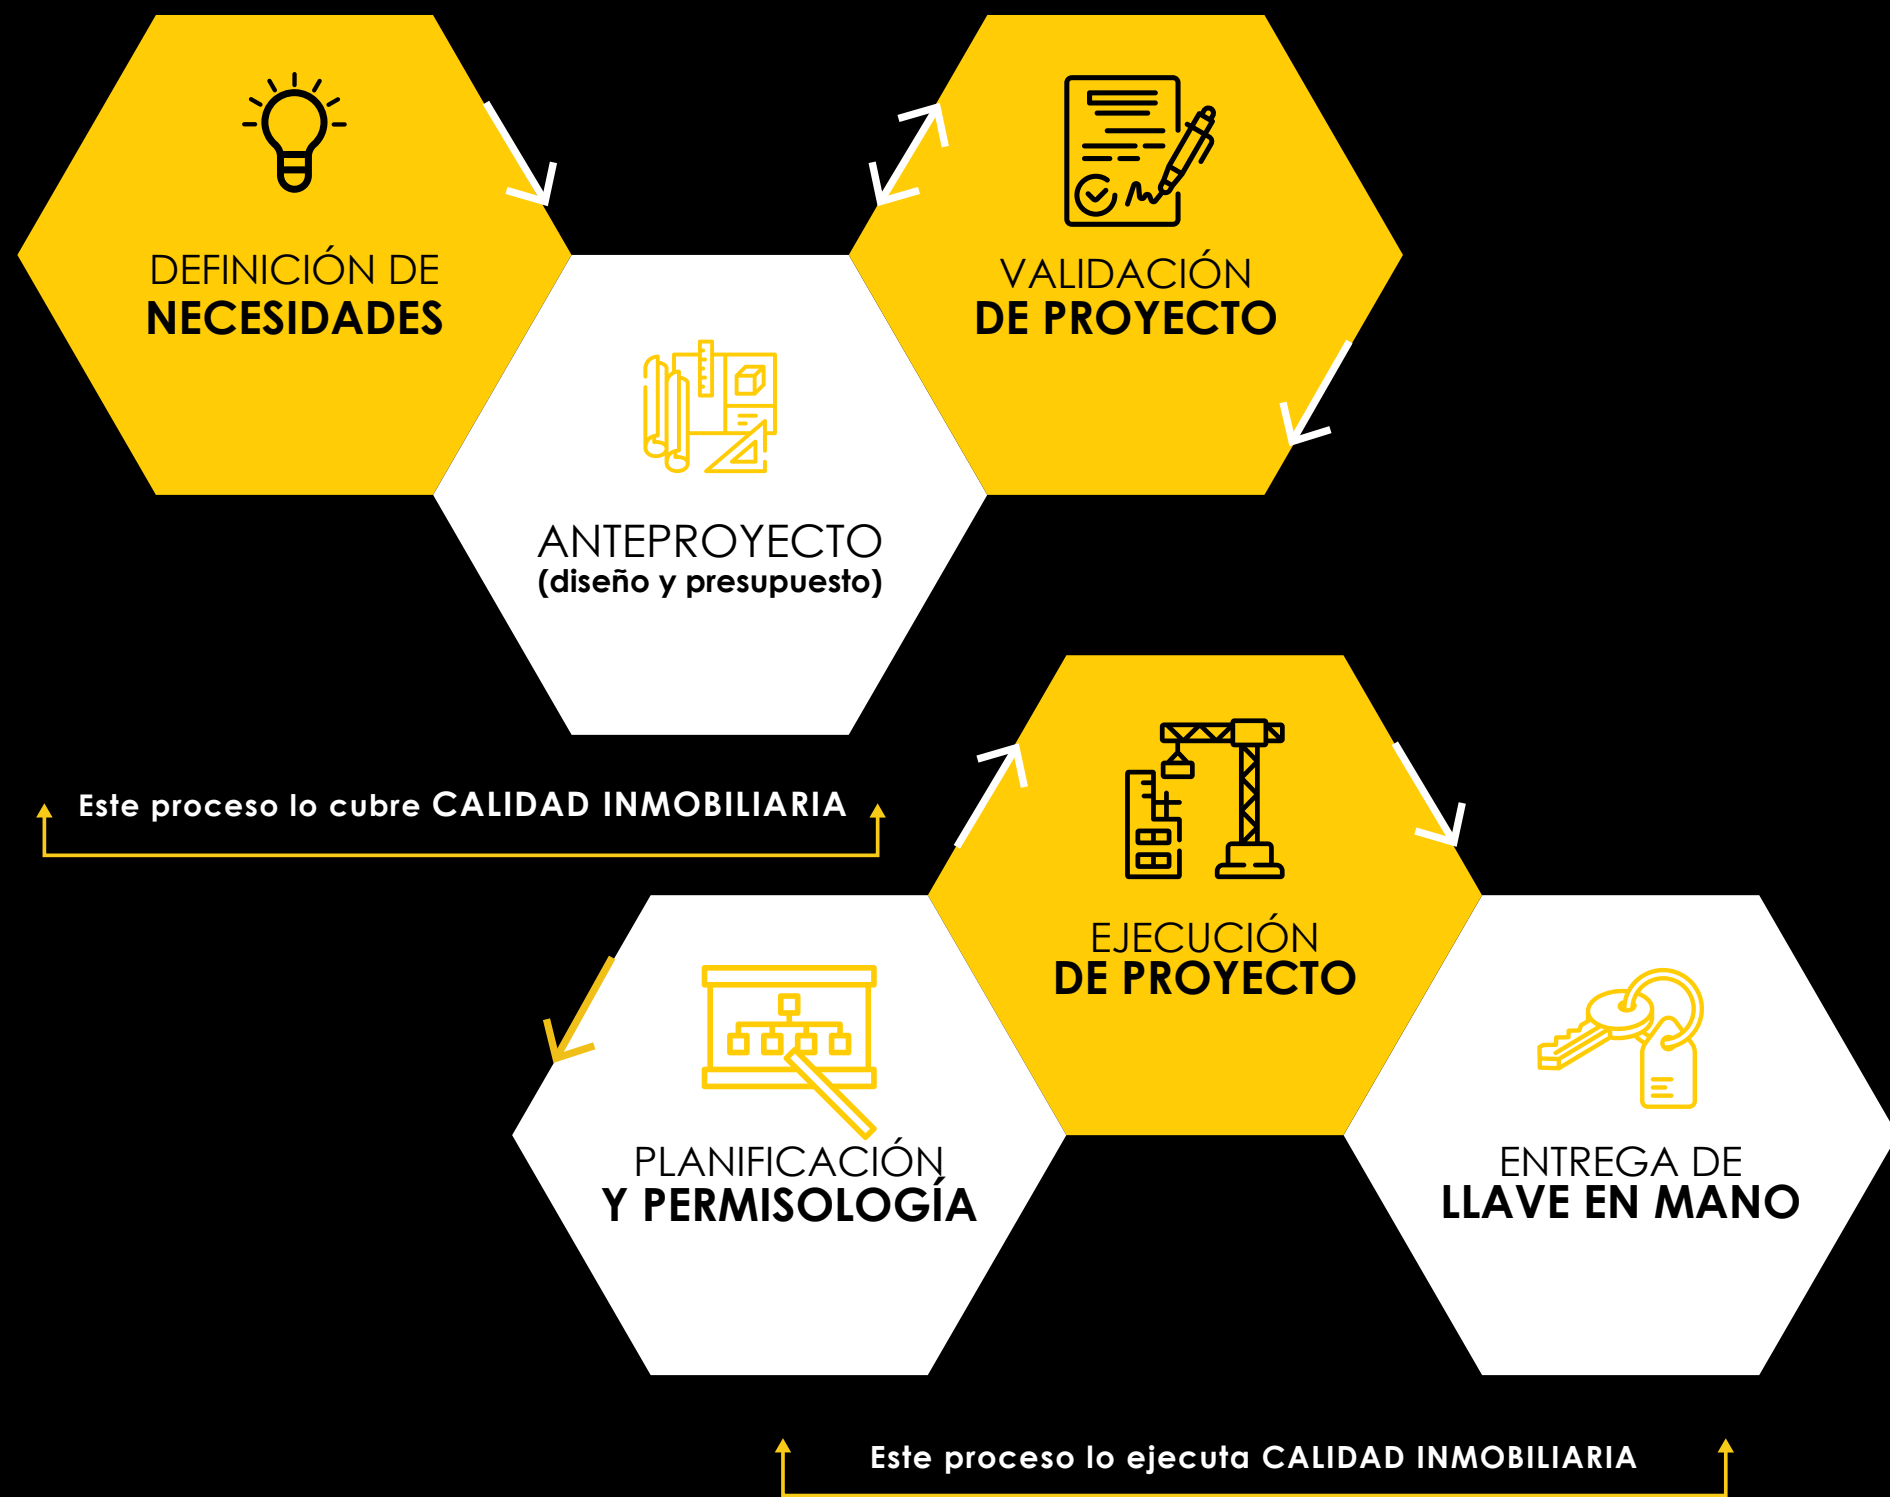 DEFINICIÓN DE
NECESIDADES
VALIDACIÓN
DE PROYECTO
ANTEPROYECTO
(diseño y presupuesto)
Este proceso lo cubre CALIDAD INMOBILIARIA
EJECUCIÓN
DE PROYECTO
PLANIFICACIÓN
Y PERMISOLOGÍA
ENTREGA DE
LLAVE EN MANO
Este proceso lo ejecuta CALIDAD INMOBILIARIA